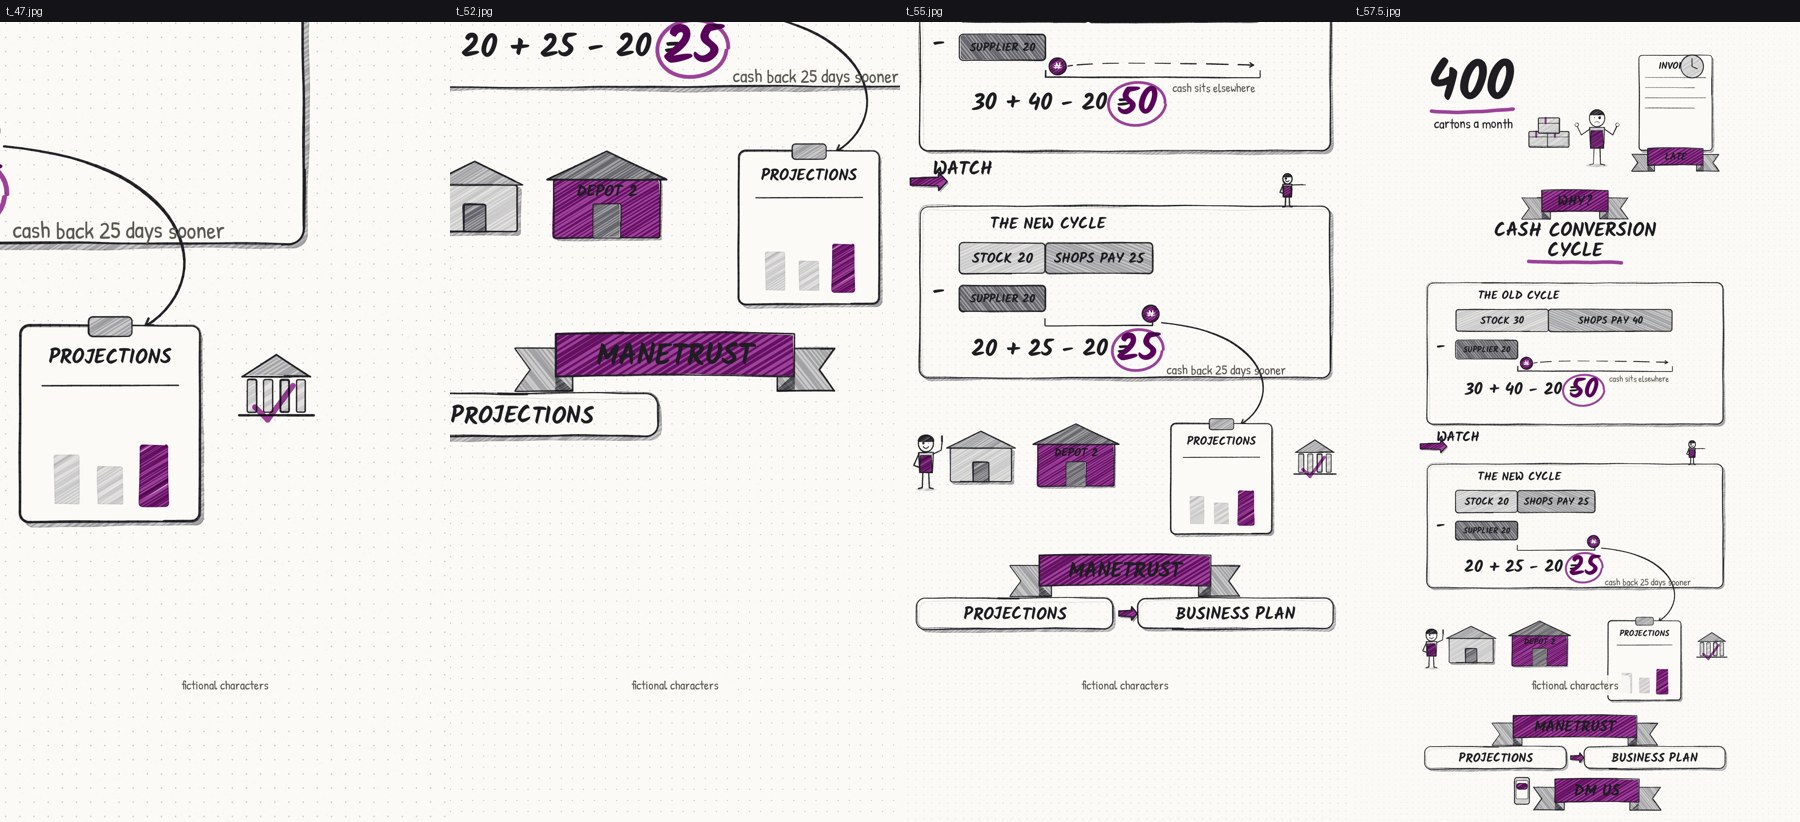 t_47.jpg
cash back 25 days sooner
PROJECTIONS
fictional characters
t_52.jpg
20 + 25 - 20 = 25
cash back 25 days sooner
DEPOT 2
PROJECTIONS
MANETRUST
PROJECTIONS
fictional characters
t_55.jpg
- SUPPLIER 20
30 + 40 - 20 = 50
cash sits elsewhere
WATCH
THE NEW CYCLE
STOCK 20 SHOPS PAY 25
- SUPPLIER 20
20 + 25 - 20 = 25
cash back 25 days sooner
DEPOT 2
PROJECTIONS
MANETRUST
PROJECTIONS BUSINESS PLAN
fictional characters
t_57.5.jpg
400
cartons a month
INVOI
LATE
WHY?
CASH CONVERSION
CYCLE
THE OLD CYCLE
STOCK 30 SHOPS PAY 40
- SUPPLIER 20
30 + 40 - 20 = 50
cash sits elsewhere
WATCH
THE NEW CYCLE
STOCK 20 SHOPS PAY 25
- SUPPLIER 20
20 + 25 - 20 = 25
cash back 25 days sooner
DEPOT 2
PROJECTIONS
fictional characters
MANETRUST
PROJECTIONS BUSINESS PLAN
DM US